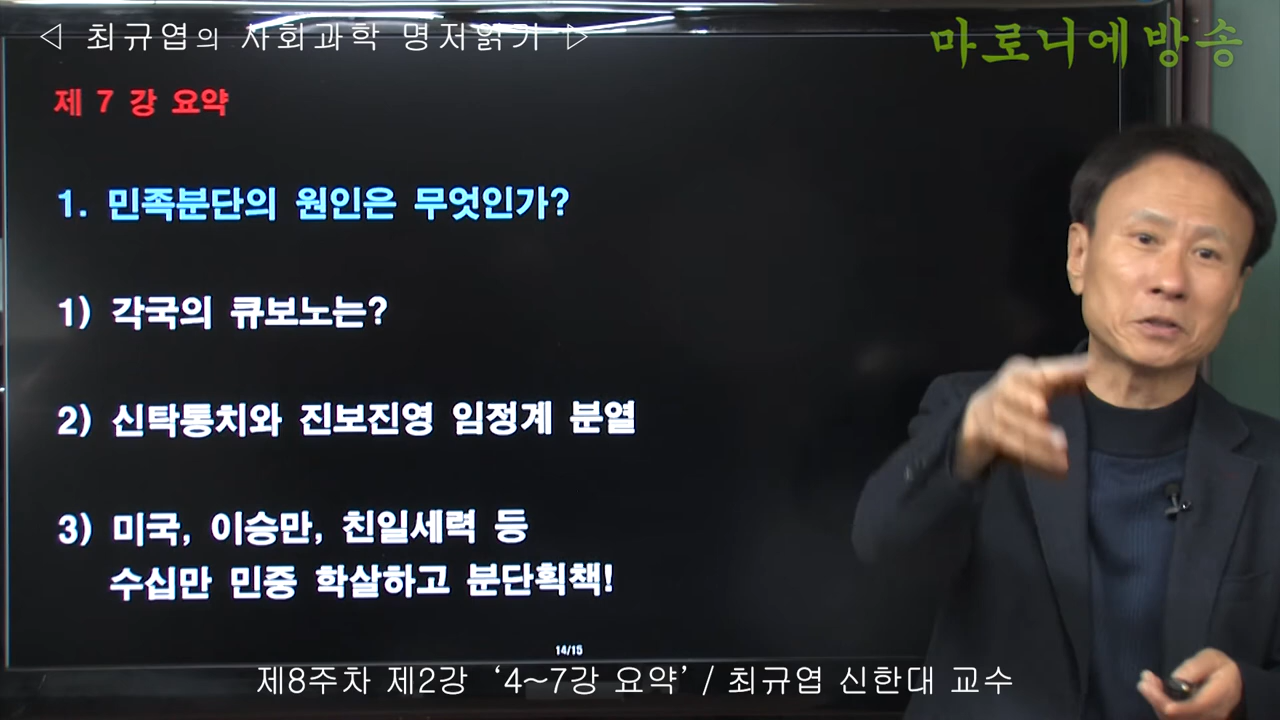 ◁ 최규엽의 사회과학 명저읽기 ▷
마로니에방송
제 7 강 요약
1. 민족분단의 원인은 무엇인가?
1) 각국의 큐보노는?
2) 신탁통치와 진보진영 임정계 분열
3) 미국, 이승만, 친일세력 등
수십만 민중 학살하고 분단획책!
14/15
제8주차 제2강 ‘4~7강 요약’ / 최규엽 신한대 교수